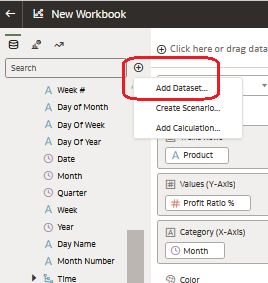 New Workbook
Search
Click here or drag data
Add Dataset...
Create Scenario...
Add Calculation...
Week #
Day of Month
Day Of Week
Day Of Year
Date
Month
Quarter
Week
Year
Day Name
Month Number
Time
Product
Values (Y-Axis)
Profit Ratio %
Category (X-Axis)
Month
Color